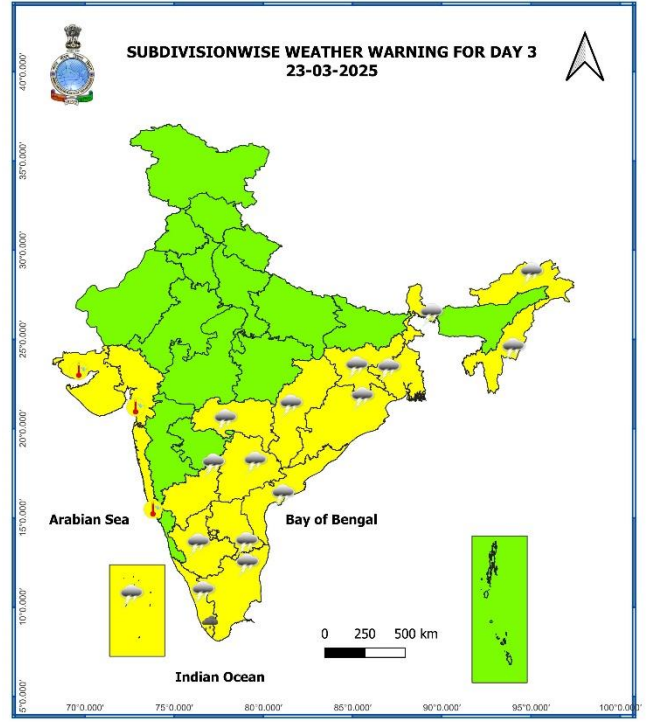 SUBDIVISIONWISE WEATHER WARNING FOR DAY 3
23-03-2025
40°0.000'
35°0.000'
30°0.000'
25°0.000'
20°0.000'
15°0.000'
10°0.000'
5°0.000'
Arabian Sea
Bay of Bengal
0 250 500 km
Indian Ocean
70°0.000' 75°0.000' 80°0.000' 85°0.000' 90°0.000' 95°0.000' 100°0.000'